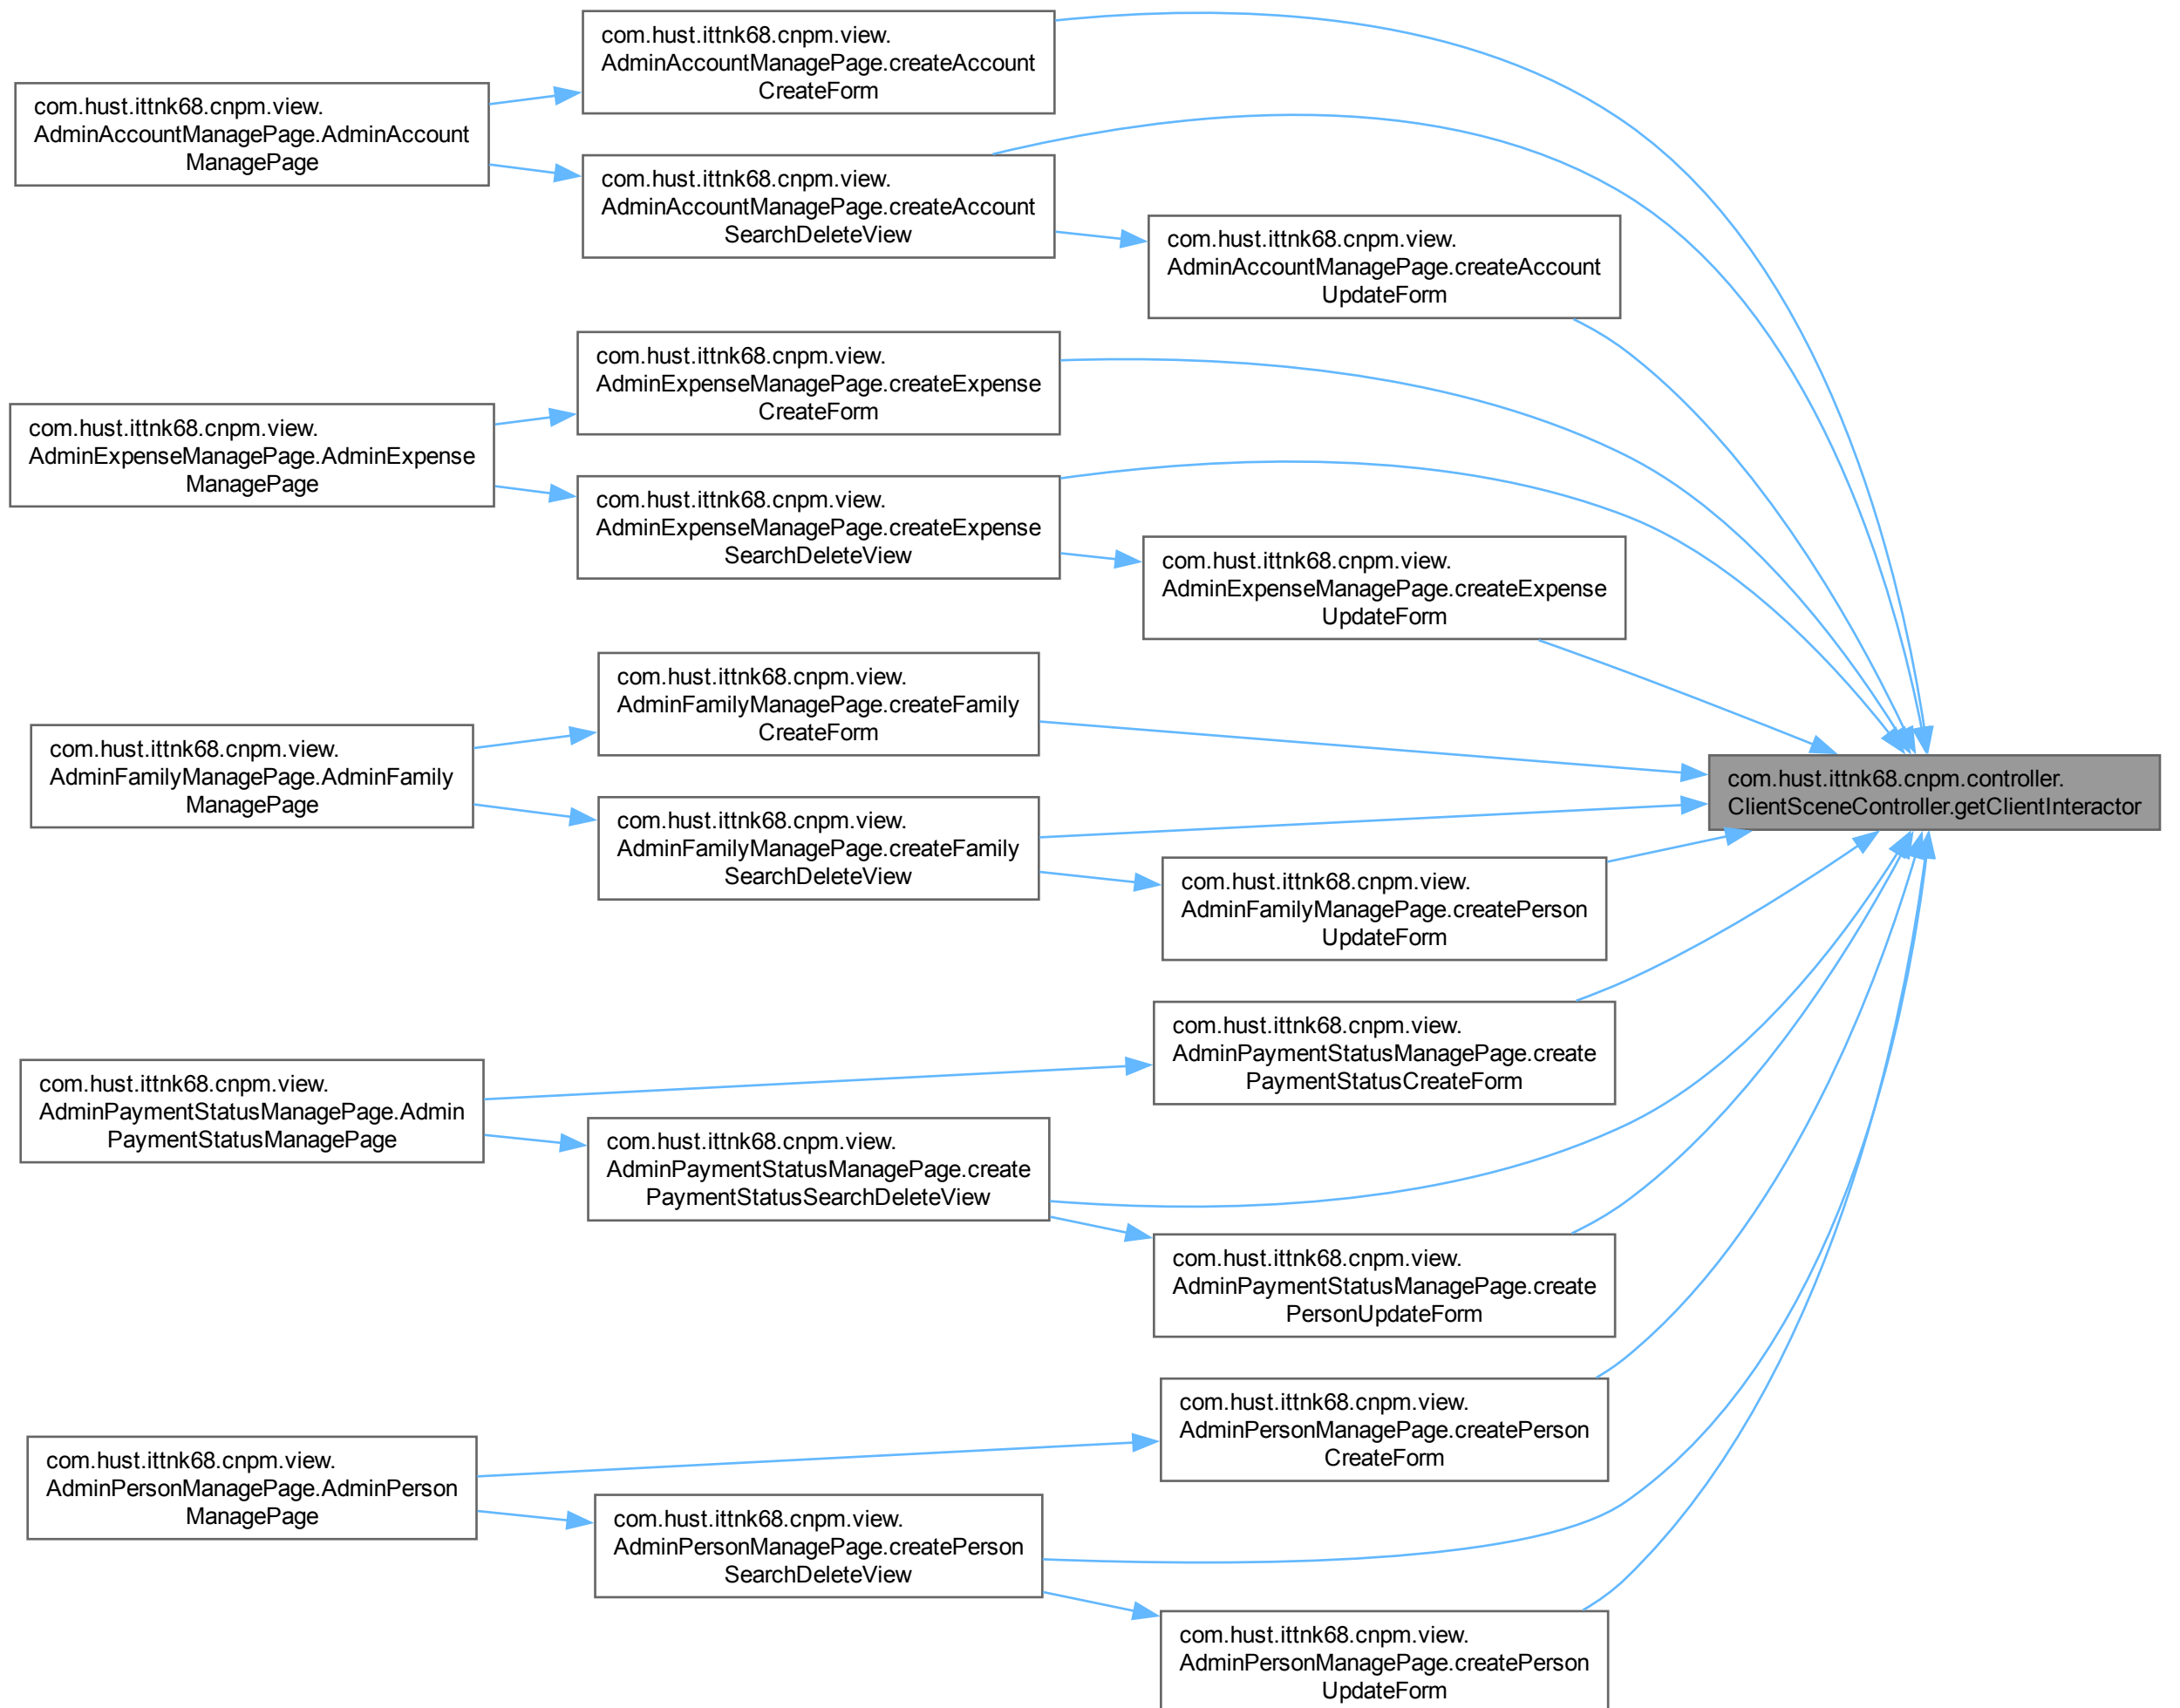 com.hust.ittnk68.cnpm.view.
AdminAccountManagePage.createAccount
CreateForm
com.hust.ittnk68.cnpm.view.
AdminAccountManagePage.AdminAccount
ManagePage
com.hust.ittnk68.cnpm.view.
AdminAccountManagePage.createAccount
SearchDeleteView
com.hust.ittnk68.cnpm.view.
AdminAccountManagePage.createAccount
UpdateForm
com.hust.ittnk68.cnpm.view.
AdminExpenseManagePage.createExpense
CreateForm
com.hust.ittnk68.cnpm.view.
AdminExpenseManagePage.AdminExpense
ManagePage
com.hust.ittnk68.cnpm.view.
AdminExpenseManagePage.createExpense
SearchDeleteView
com.hust.ittnk68.cnpm.view.
AdminExpenseManagePage.createExpense
UpdateForm
com.hust.ittnk68.cnpm.view.
AdminFamilyManagePage.createFamily
CreateForm
com.hust.ittnk68.cnpm.view.
AdminFamilyManagePage.AdminFamily
ManagePage
com.hust.ittnk68.cnpm.controller.
ClientSceneController.getClientInteractor
com.hust.ittnk68.cnpm.view.
AdminFamilyManagePage.createFamily
SearchDeleteView
com.hust.ittnk68.cnpm.view.
AdminFamilyManagePage.createPerson
UpdateForm
com.hust.ittnk68.cnpm.view.
AdminPaymentStatusManagePage.create
PaymentStatusCreateForm
com.hust.ittnk68.cnpm.view.
AdminPaymentStatusManagePage.Admin
PaymentStatusManagePage
com.hust.ittnk68.cnpm.view.
AdminPaymentStatusManagePage.create
PaymentStatusSearchDeleteView
com.hust.ittnk68.cnpm.view.
AdminPaymentStatusManagePage.create
PersonUpdateForm
com.hust.ittnk68.cnpm.view.
AdminPersonManagePage.createPerson
CreateForm
com.hust.ittnk68.cnpm.view.
AdminPersonManagePage.AdminPerson
ManagePage
com.hust.ittnk68.cnpm.view.
AdminPersonManagePage.createPerson
SearchDeleteView
com.hust.ittnk68.cnpm.view.
AdminPersonManagePage.createPerson
UpdateForm